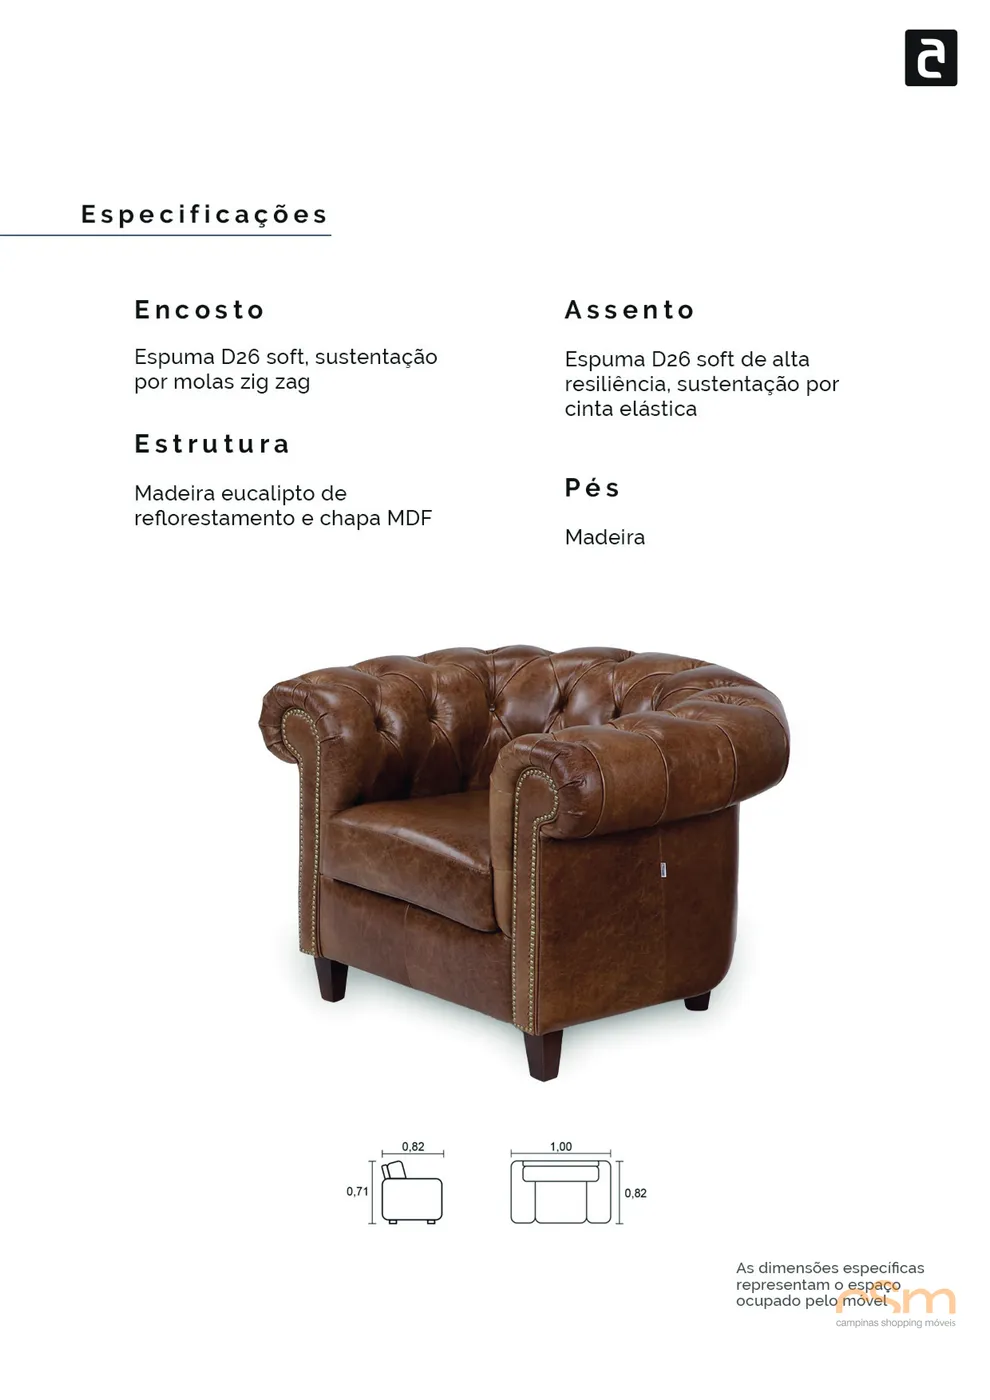 Especificações
Encosto
Espuma D26 soft, sustentação
por molas zig zag
Estrutura
Madeira eucalipto de
reflorestamento e chapa MDF
Assento
Espuma D26 soft de alta
resiliência, sustentação por
cinta elástica
Pés
Madeira
0,82
0,71
1,00
0,82
As dimensões específicas
representam o espaço
ocupado pelo móvel
csm
campinas shopping móveis